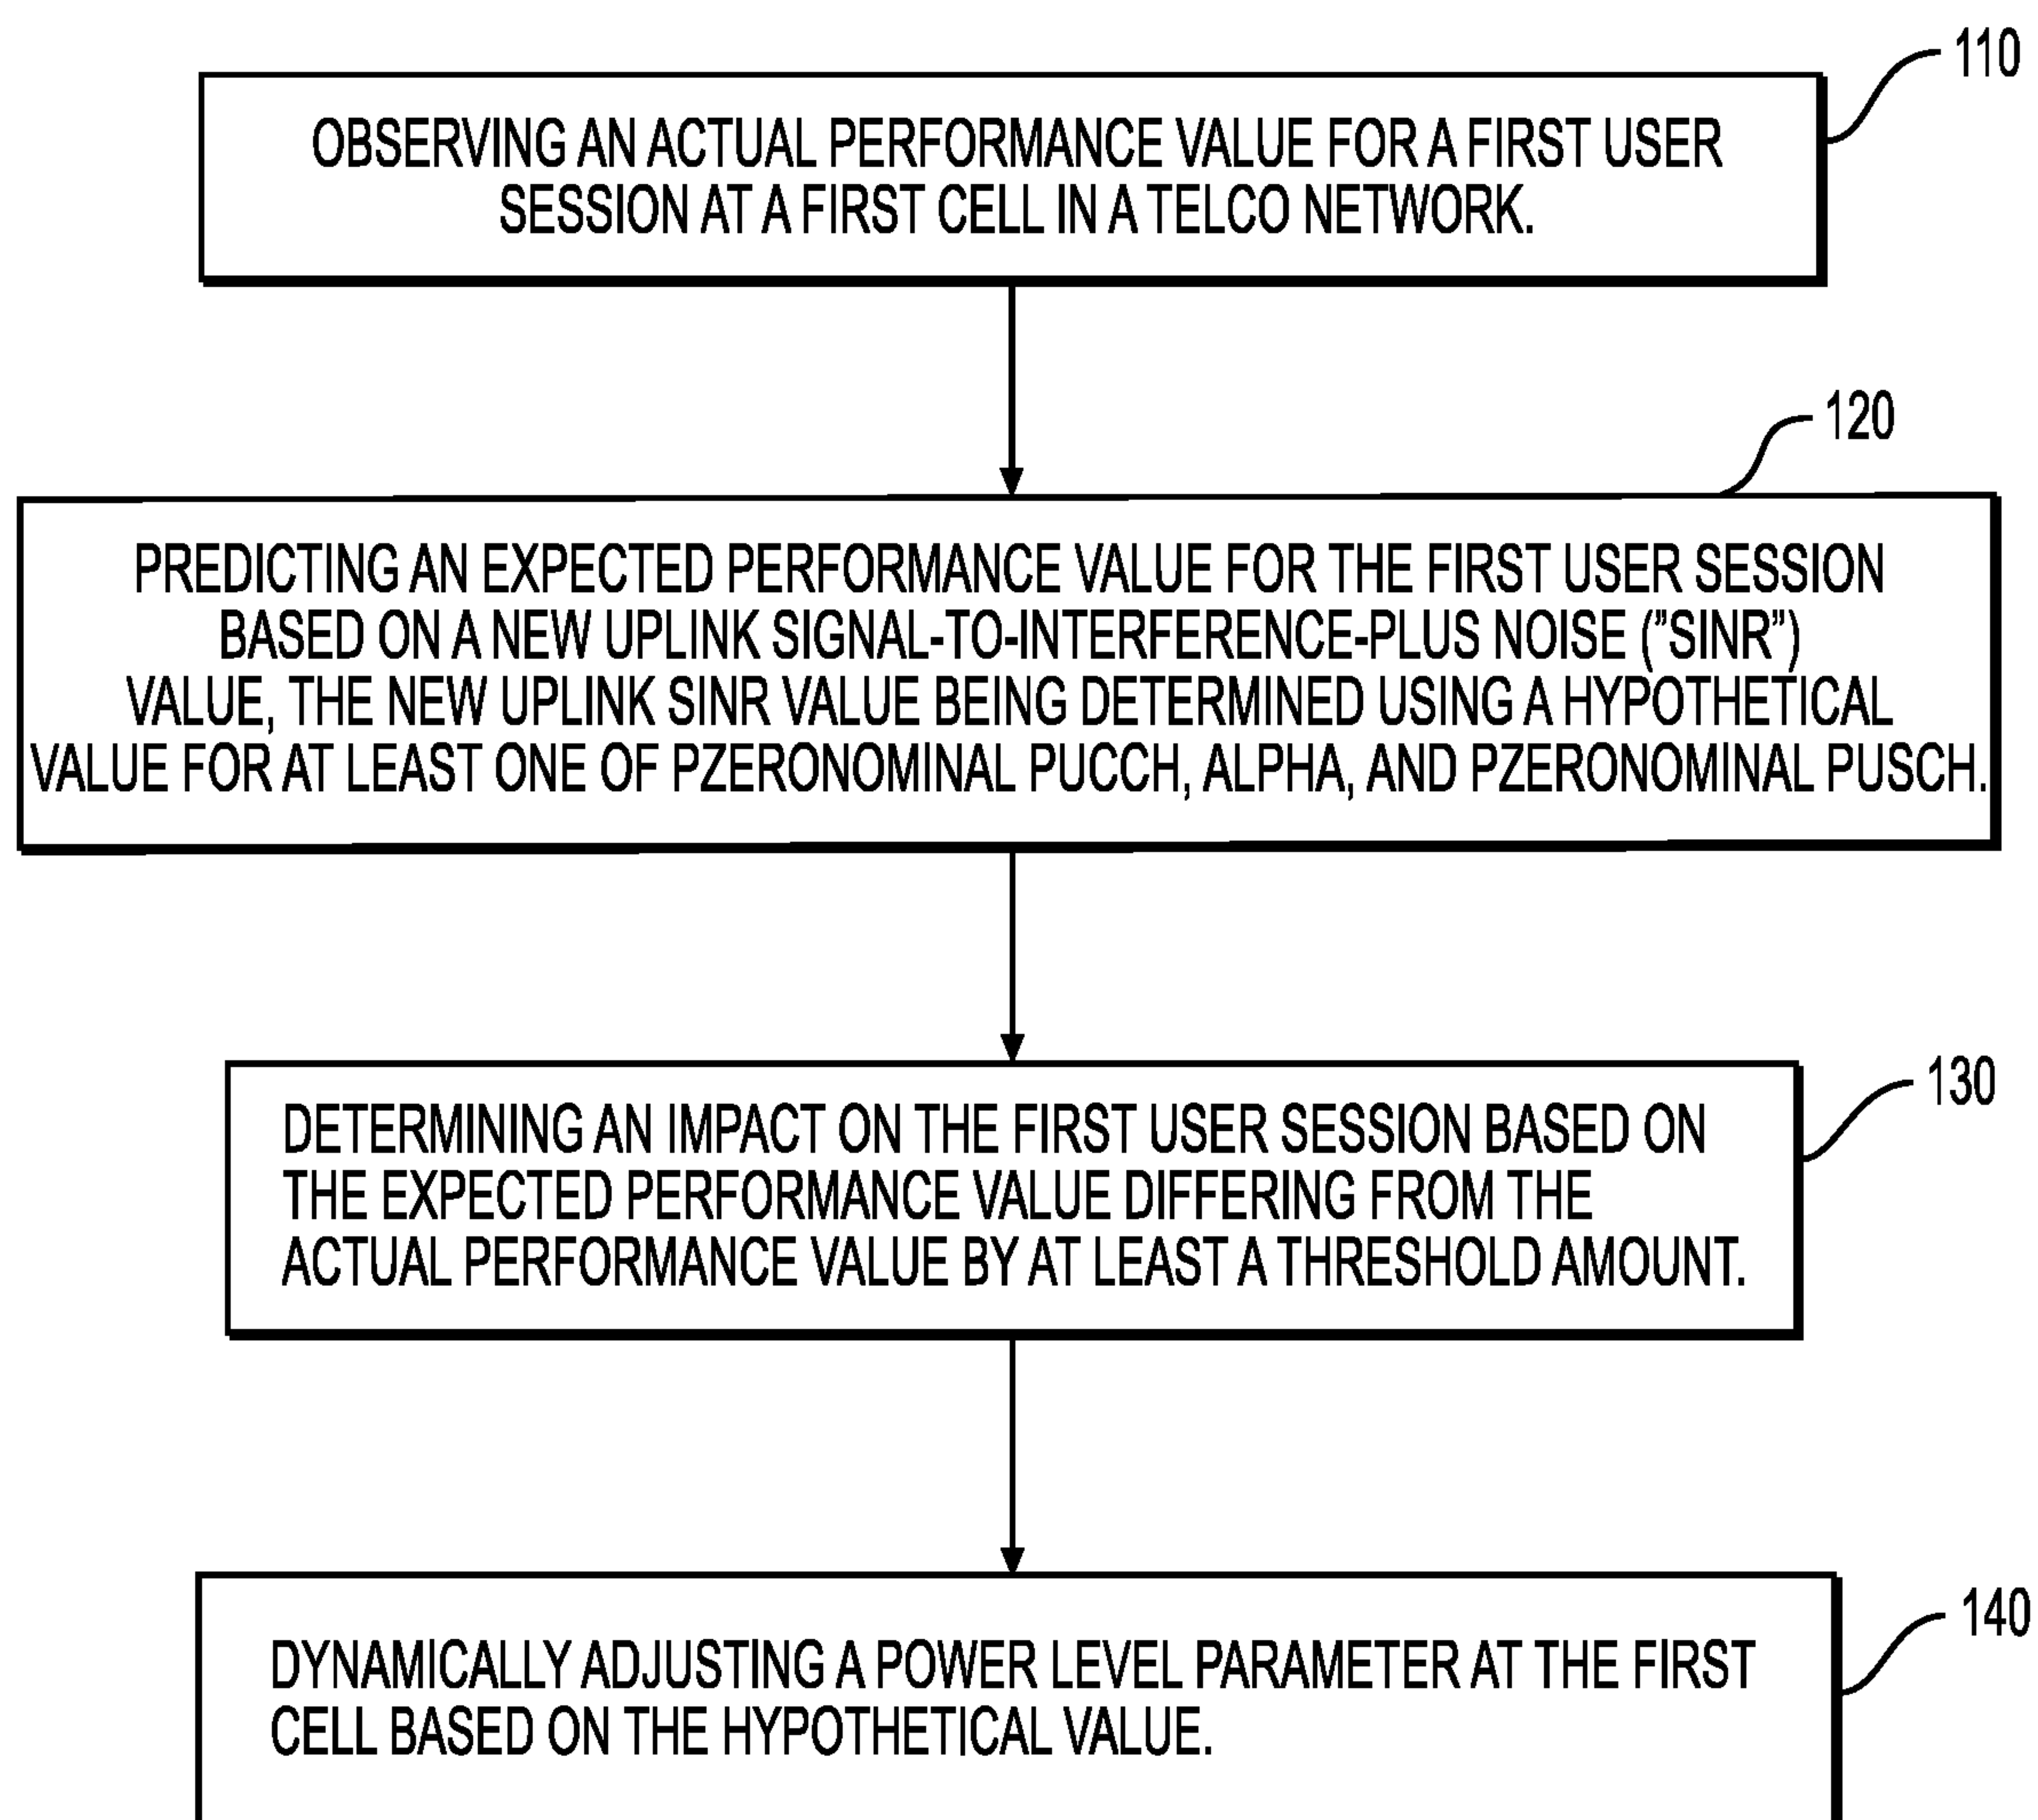 110
OBSERVING AN ACTUAL PERFORMANCE VALUE FOR A FIRST USER
SESSION AT A FIRST CELL IN A TELCO NETWORK.
120
PREDICTING AN EXPECTED PERFORMANCE VALUE FOR THE FIRST USER SESSION
BASED ON A NEW UPLINK SIGNAL-TO-INTERFERENCE-PLUS NOISE (”SINR”)
VALUE, THE NEW UPLINK SINR VALUE BEING DETERMINED USING A HYPOTHETICAL
VALUE FOR AT LEAST ONE OF PZERONOMINAL PUCCH, ALPHA, AND PZERONOMINAL PUSCH.
130
DETERMINING AN IMPACT ON THE FIRST USER SESSION BASED ON
THE EXPECTED PERFORMANCE VALUE DIFFERING FROM THE
ACTUAL PERFORMANCE VALUE BY AT LEAST A THRESHOLD AMOUNT.
140
DYNAMICALLY ADJUSTING A POWER LEVEL PARAMETER AT THE FIRST
CELL BASED ON THE HYPOTHETICAL VALUE.